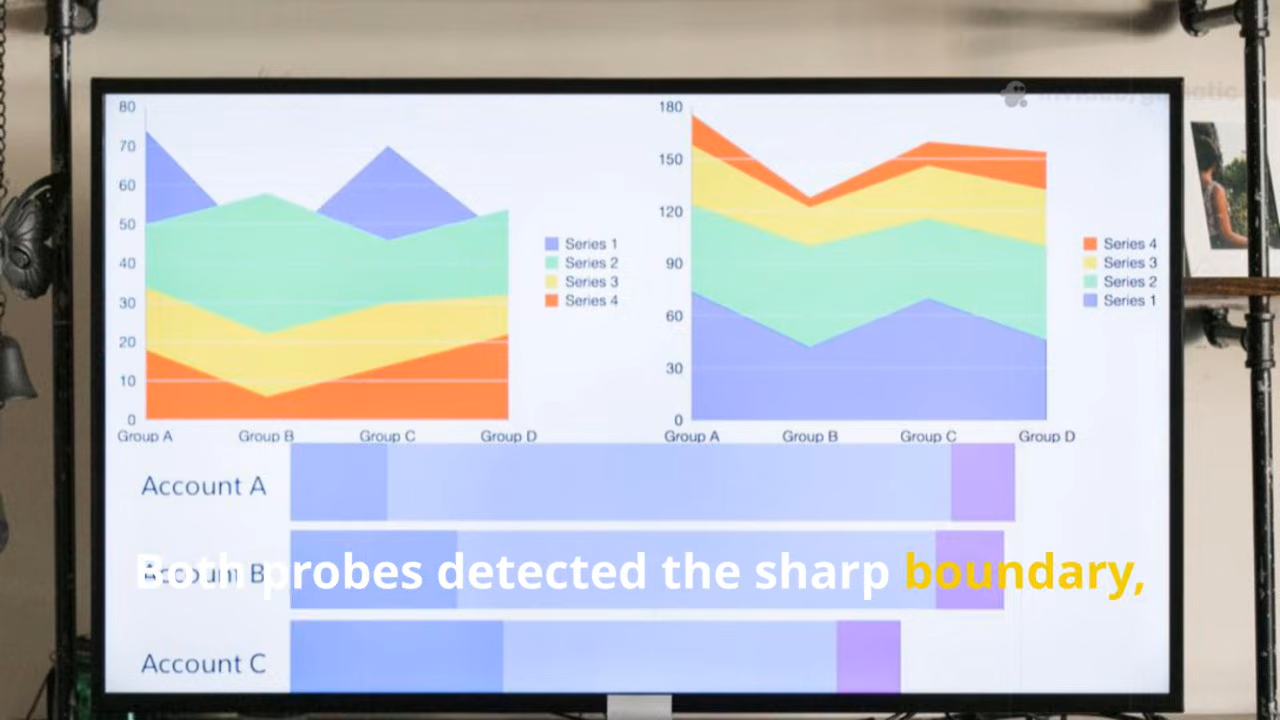 80
70
60
50
40
30
20
10
0
Group A Group B Group C Group D
Series 1
Series 2
Series 3
Series 4
180
150
120
90
60
30
0
Group A Group B Group C Group D
Series 4
Series 3
Series 2
Series 1
Account A
Account B
Both probes detected the sharp boundary,
Account C